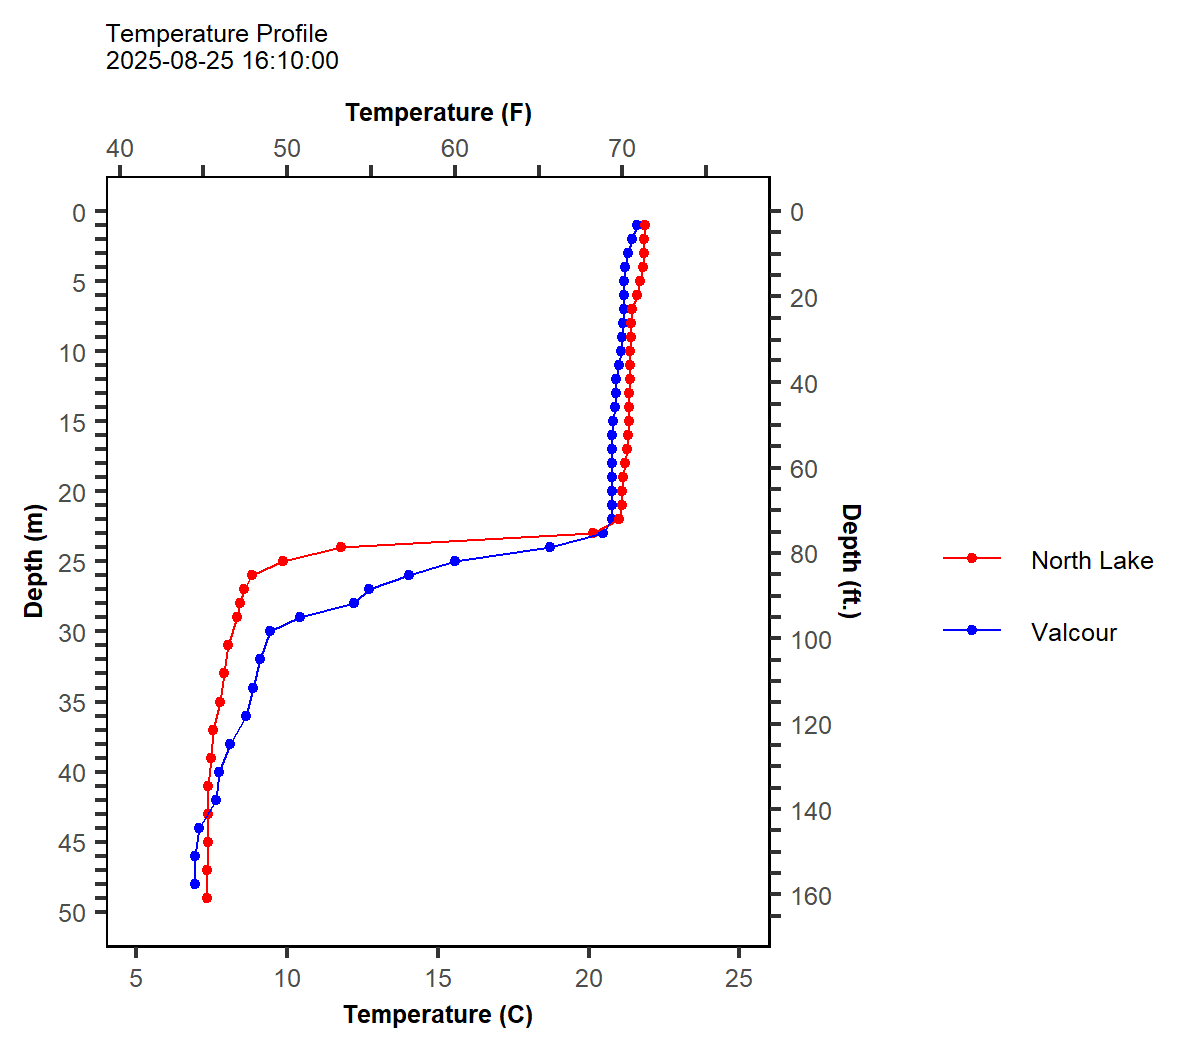 Temperature Profile
2025-08-25 16:10:00
Temperature (F)
40 50 60 70
0 0
5
20
10
40
15
60
20
80
25
100
30
35
120
40
140
45
160
50
Depth (m)
Depth (ft.)
North Lake
Valcour
5 10 15 20 25
Temperature (C)